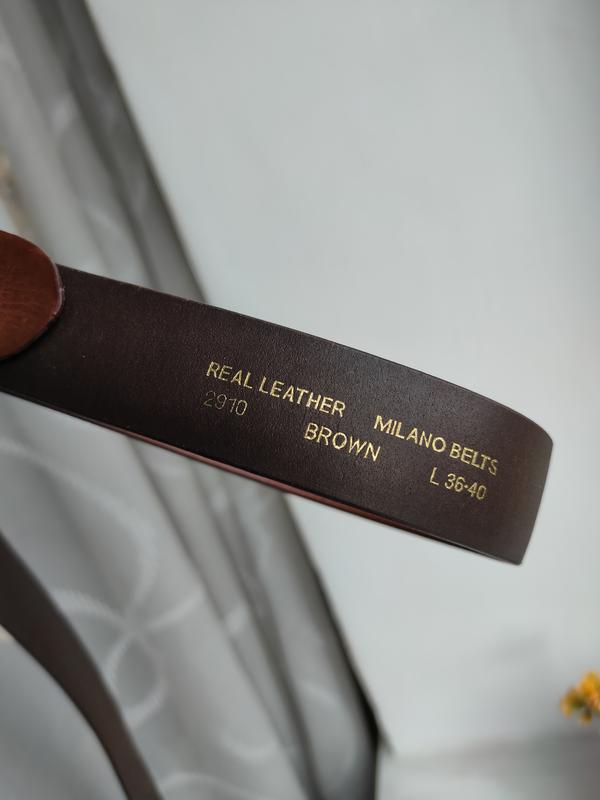 REAL LEATHER MILANO BELTS
2910 BROWN L 36-40